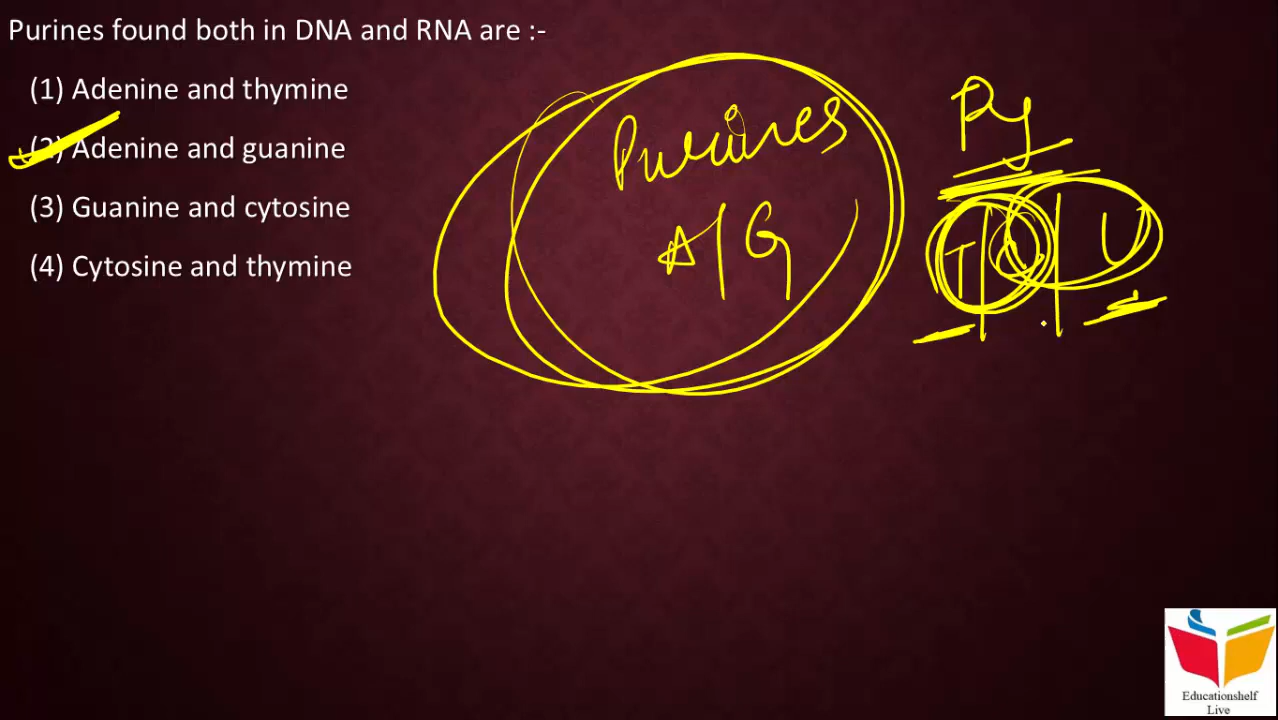 Purines found both in DNA and RNA are :-
(1) Adenine and thymine
(2) Adenine and guanine
(3) Guanine and cytosine
(4) Cytosine and thymine
Purines
A/G
Py
T|C|U
Educationshelf
Live